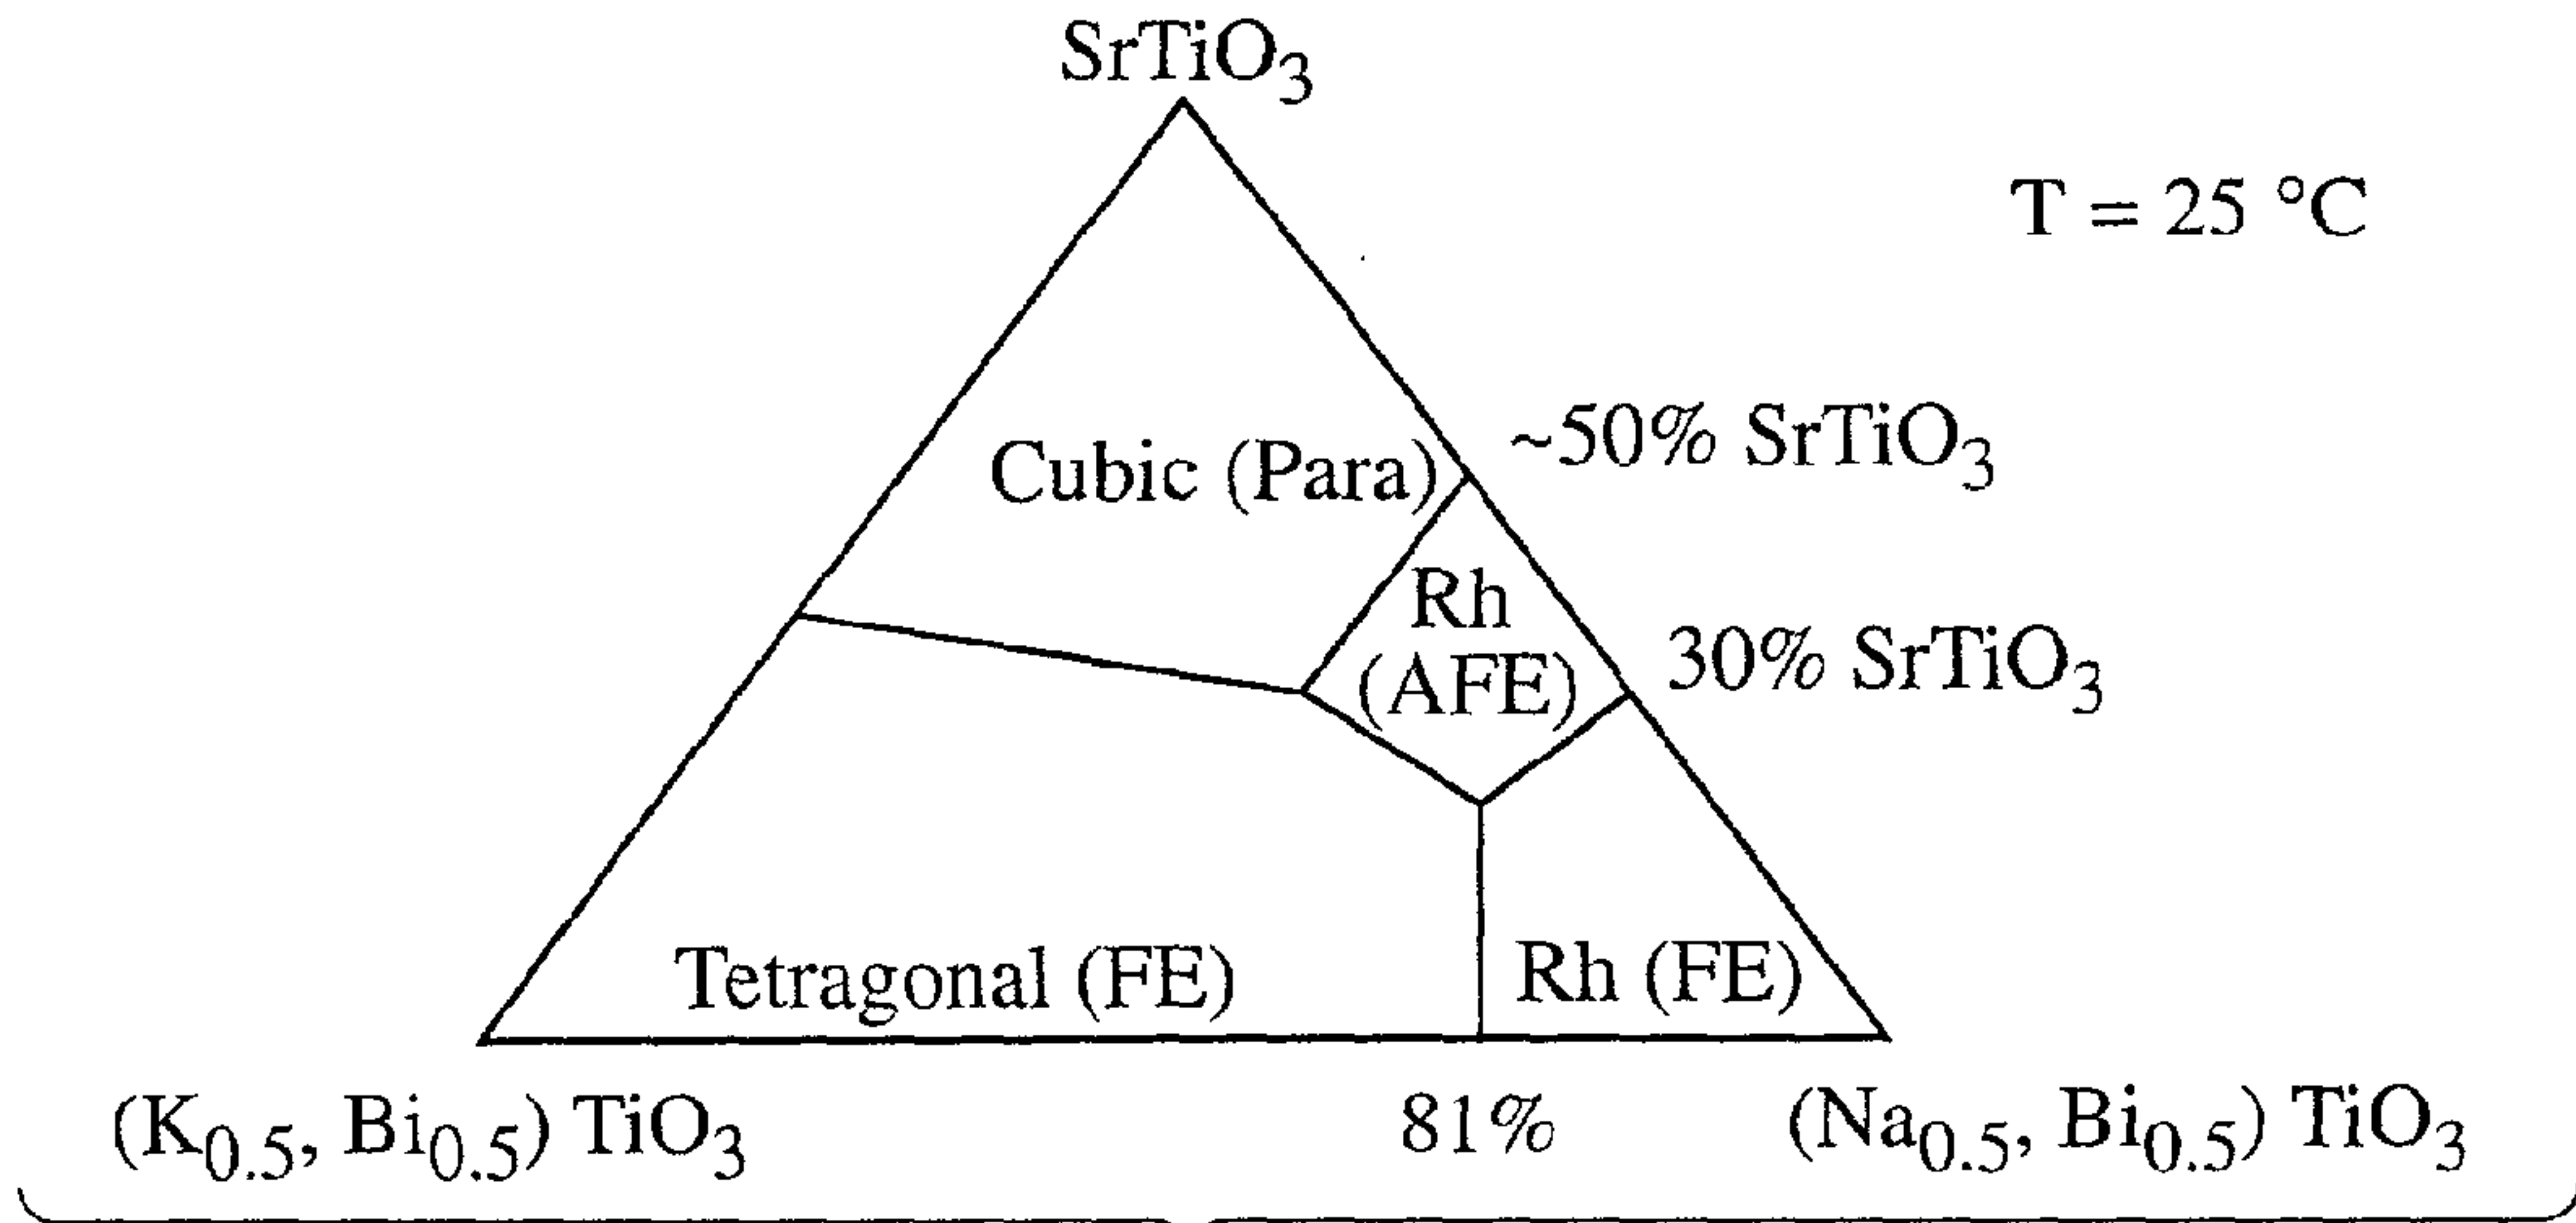 SrTiO3
T = 25 °C
~50% SrTiO3
Cubic (Para)
Rh
(AFE)
30% SrTiO3
Tetragonal (FE)
Rh (FE)
(K0.5, Bi0.5) TiO3
81%
(Na0.5, Bi0.5) TiO3